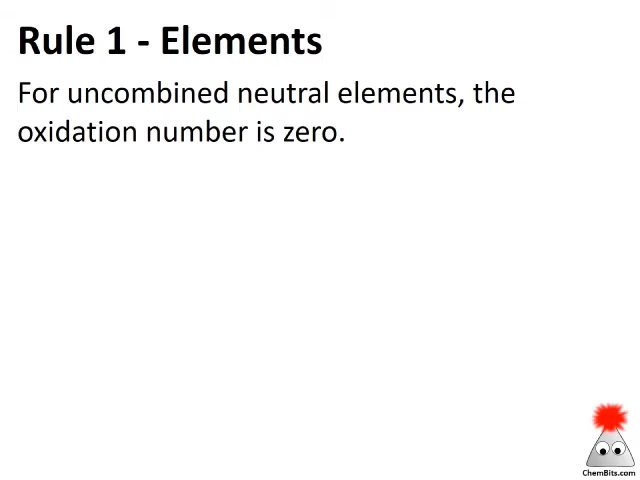 Rule 1 - Elements
For uncombined neutral elements, the
oxidation number is zero.
ChemBits.com